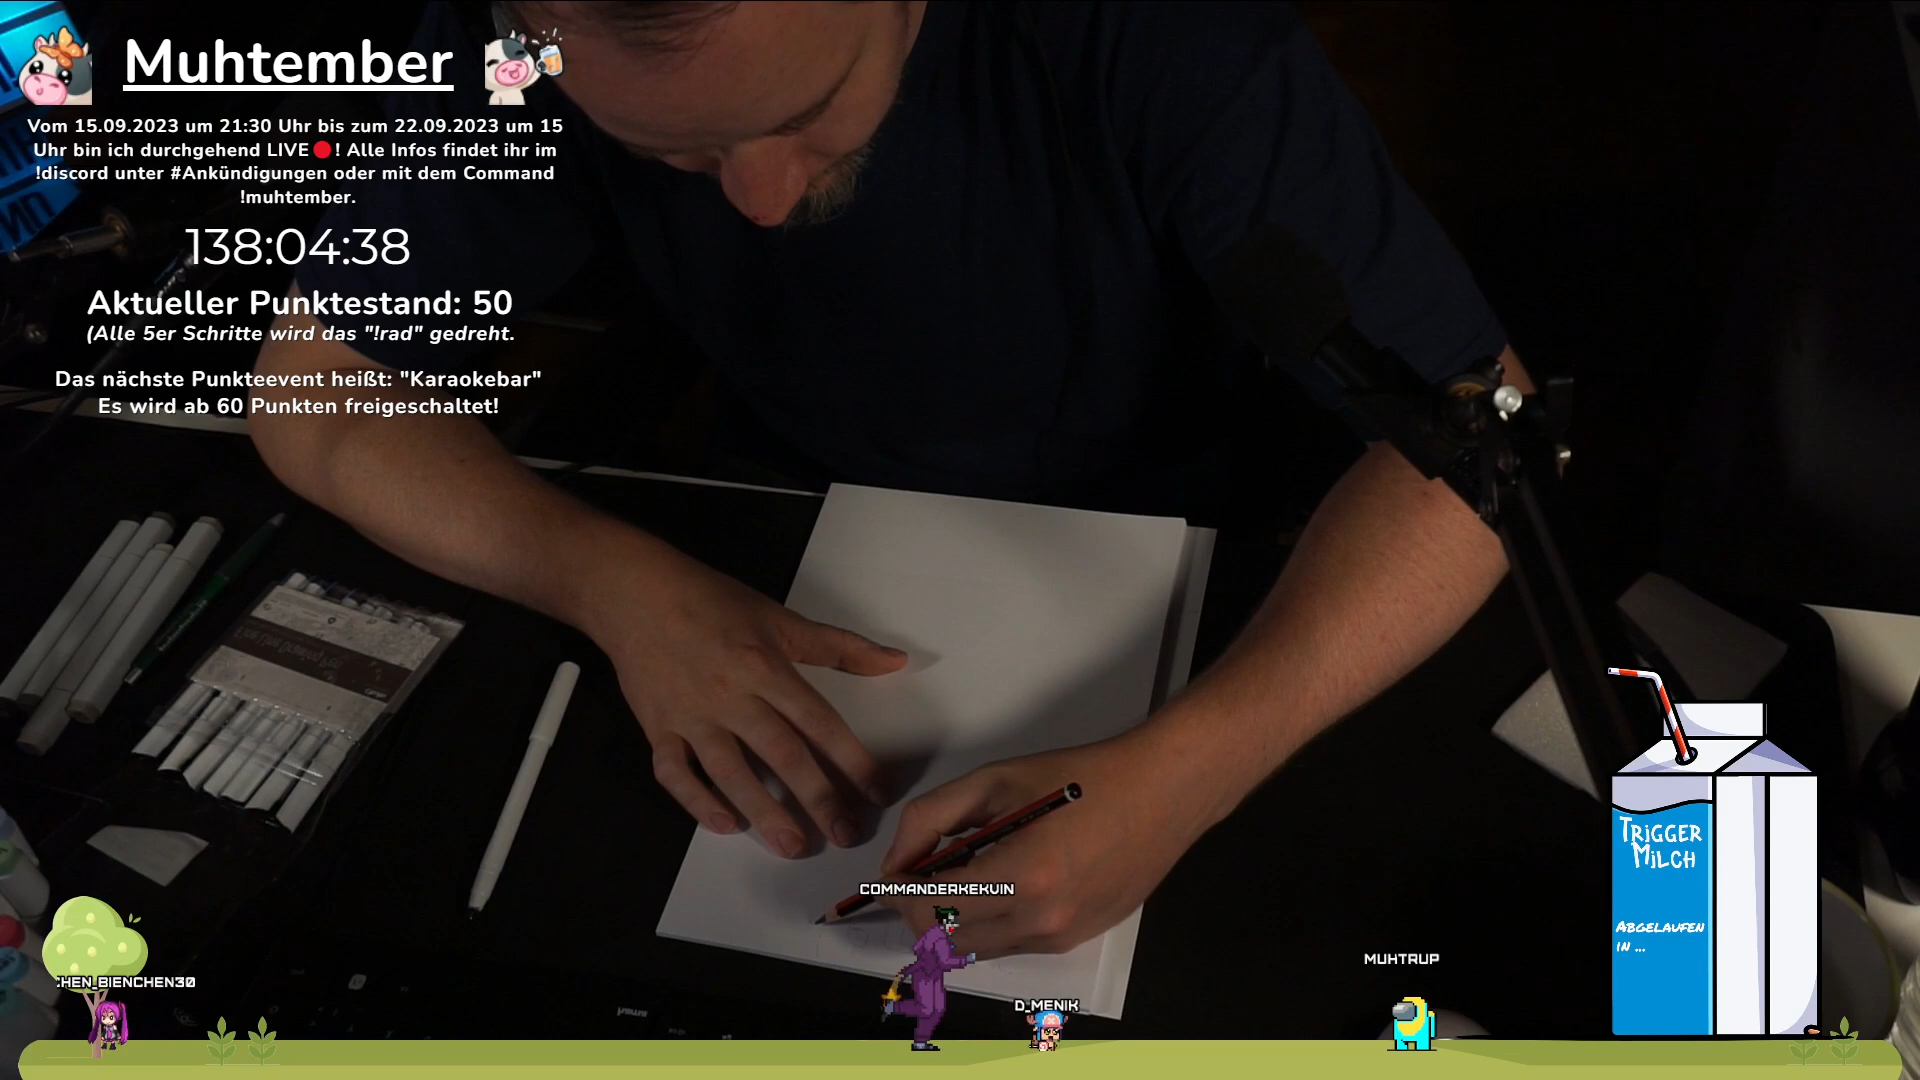 Muhtember
Vom 15.09.2023 um 21:30 Uhr bis zum 22.09.2023 um 15
Uhr bin ich durchgehend LIVE🔴! Alle Infos findet ihr im
!discord unter #Ankündigungen oder mit dem Command
!muhtember.
138:04:38
Aktueller Punktestand: 50
(Alle 5er Schritte wird das "!rad" gedreht.
Das nächste Punkteevent heißt: "Karaokebar"
Es wird ab 60 Punkten freigeschaltet!
TRiGGER
MiLCH
ABGELAUFEN
IN ...
COMMANDERKEKVIN
MUHTRUP
CHEN_BIENCHEN30
D_MENIK